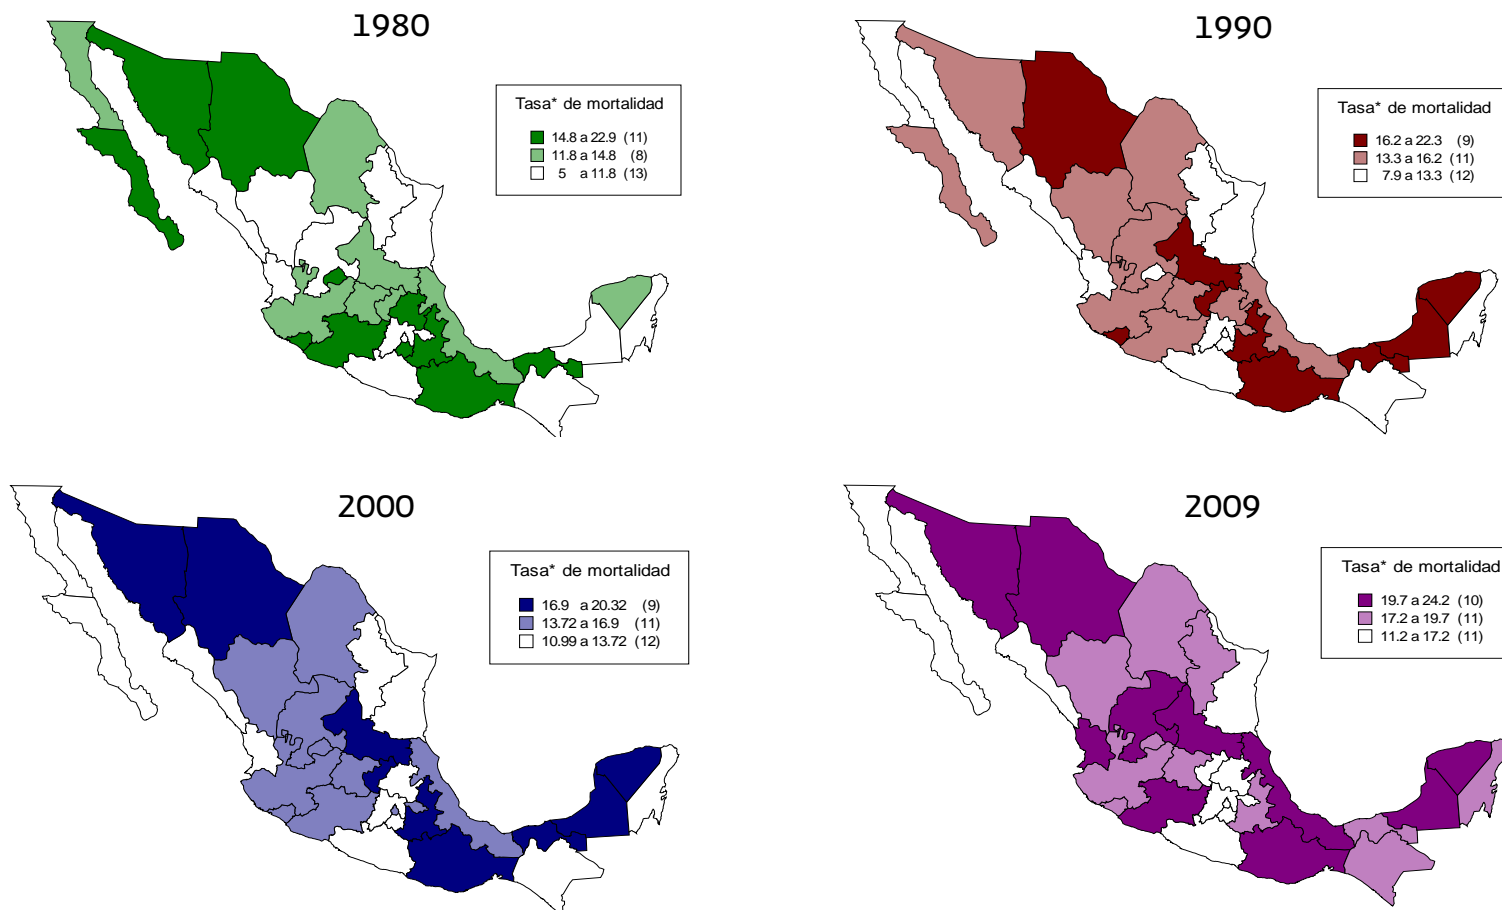 1980
Tasa* de mortalidad
14.8 a 22.9 (11)
11.8 a 14.8 (8)
5 a 11.8 (13)
1990
Tasa* de mortalidad
16.2 a 22.3 (9)
13.3 a 16.2 (11)
7.9 a 13.3 (12)
2000
Tasa* de mortalidad
16.9 a 20.32 (9)
13.72 a 16.9 (11)
10.99 a 13.72 (12)
2009
Tasa* de mortalidad
19.7 a 24.2 (10)
17.2 a 19.7 (11)
11.2 a 17.2 (11)